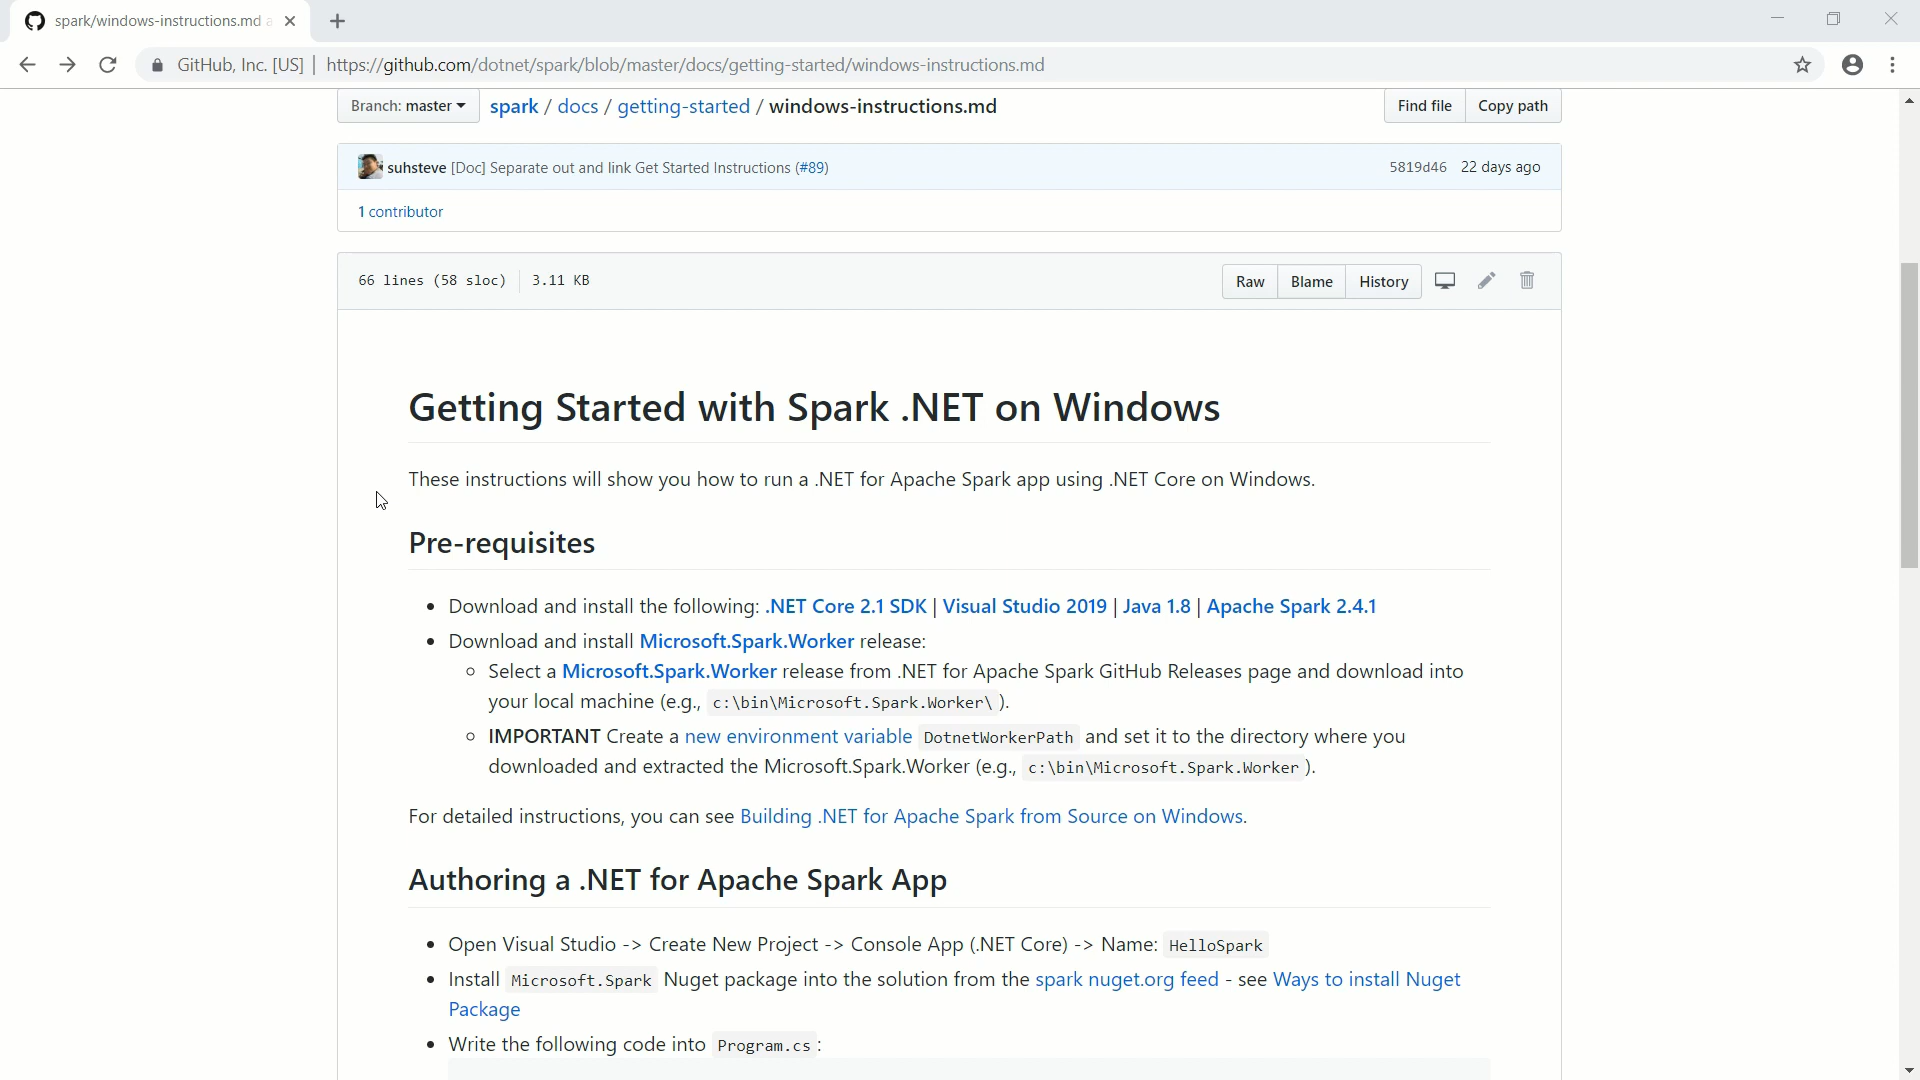 spark/windows-instructions.md a
GitHub, Inc. [US] | https://github.com/dotnet/spark/blob/master/docs/getting-started/windows-instructions.md
Branch: master spark / docs / getting-started / windows-instructions.md Find file Copy path
suhsteve [Doc] Separate out and link Get Started Instructions (#89) 5819d46 22 days ago
1 contributor
66 lines (58 sloc) 3.11 KB Raw Blame History
Getting Started with Spark .NET on Windows
These instructions will show you how to run a .NET for Apache Spark app using .NET Core on Windows.
Pre-requisites
• Download and install the following: .NET Core 2.1 SDK | Visual Studio 2019 | Java 1.8 | Apache Spark 2.4.1
• Download and install Microsoft.Spark.Worker release:
○ Select a Microsoft.Spark.Worker release from .NET for Apache Spark GitHub Releases page and download into
your local machine (e.g., c:\bin\Microsoft.Spark.Worker\ ).
○ IMPORTANT Create a new environment variable DotnetWorkerPath and set it to the directory where you
downloaded and extracted the Microsoft.Spark.Worker (e.g., c:\bin\Microsoft.Spark.Worker ).
For detailed instructions, you can see Building .NET for Apache Spark from Source on Windows.
Authoring a .NET for Apache Spark App
• Open Visual Studio -> Create New Project -> Console App (.NET Core) -> Name: HelloSpark
• Install Microsoft.Spark Nuget package into the solution from the spark nuget.org feed - see Ways to install Nuget
Package
• Write the following code into Program.cs :